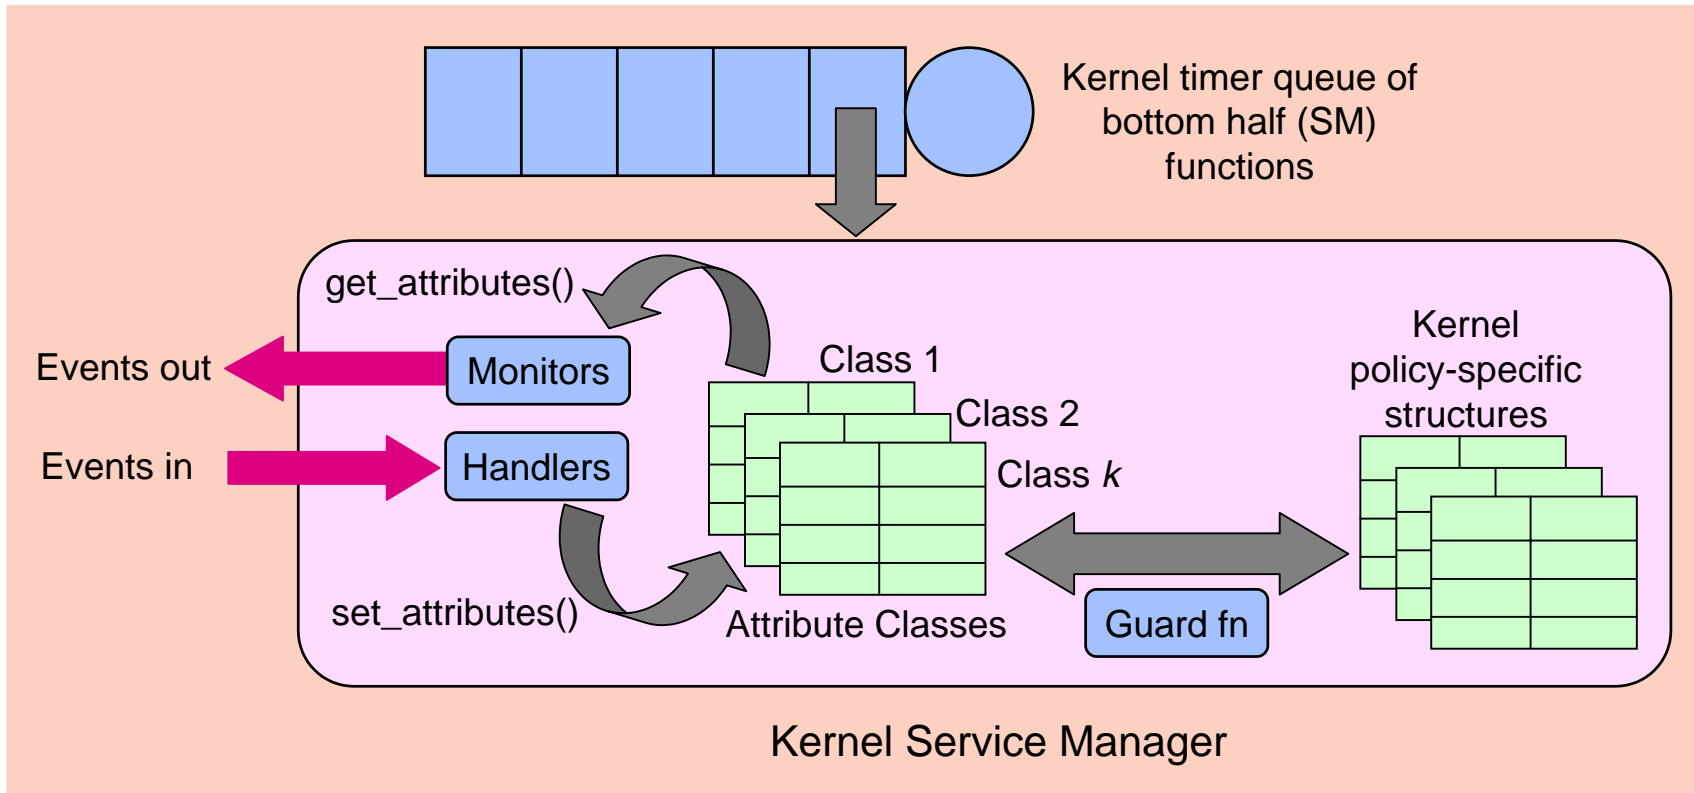 Kernel timer queue of
bottom half (SM)
functions
get_attributes()
Kernel
policy-specific
structures
Events out
Monitors
Class 1
Class 2
Events in
Handlers
Class k
set_attributes()
Attribute Classes
Guard fn
Kernel Service Manager